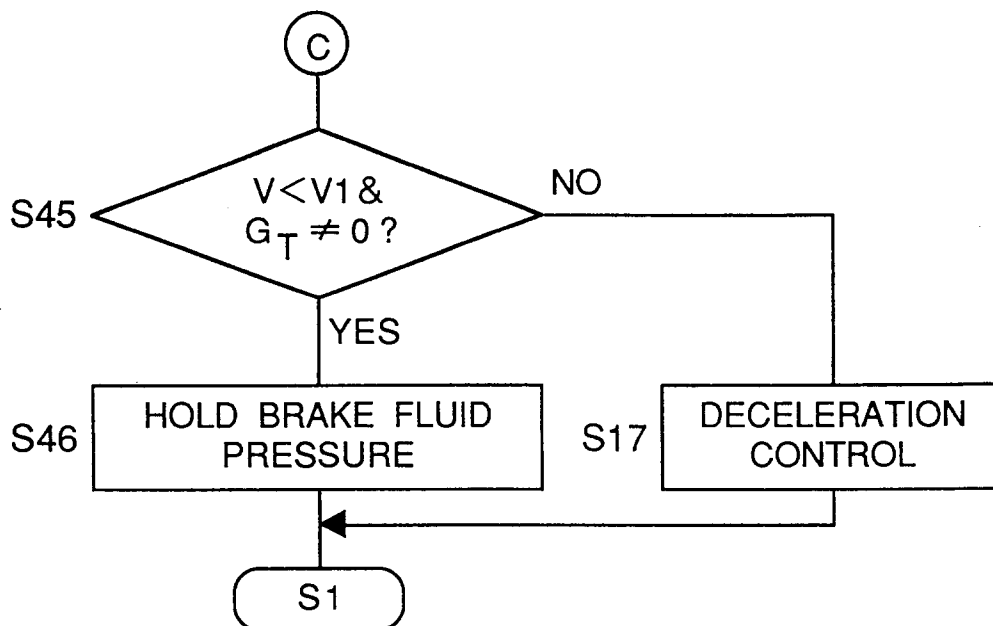 C
V<V1 &
S45
G_T ≠ 0 ?
NO
YES
HOLD BRAKE FLUID
PRESSURE
S46
DECELERATION
CONTROL
S17
S1